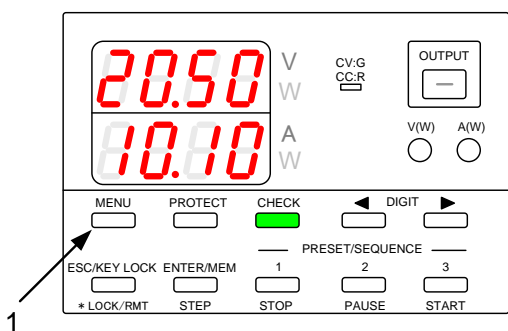 20.50 V
W
CV:G
CC:R
OUTPUT
10.10 A
W
V(W) A(W)
MENU PROTECT CHECK ◀ DIGIT ▶
PRESET/SEQUENCE
ESC/KEY LOCK ENTER/MEM 1 2 3
* LOCK/RMT STEP STOP PAUSE START
1